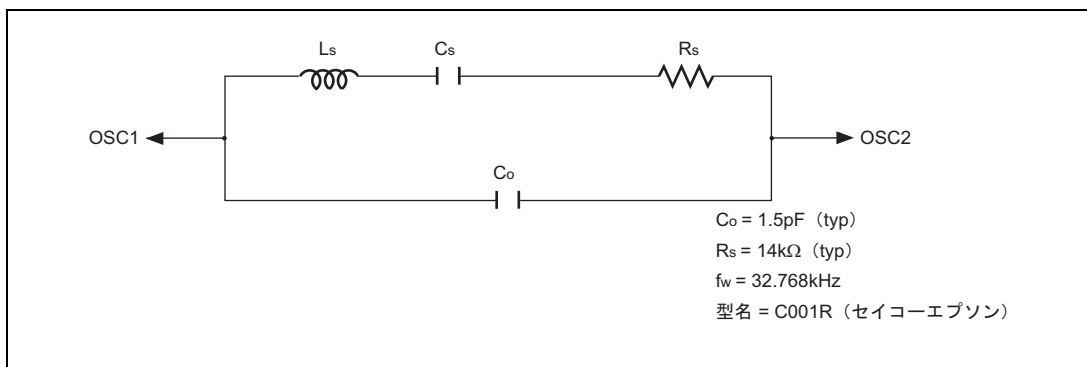 Ls Cs Rs
OSC1 OSC2
Co
Co = 1.5pF（typ）
Rs = 14kΩ（typ）
fw = 32.768kHz
型名 = C001R（セイコーエプソン）